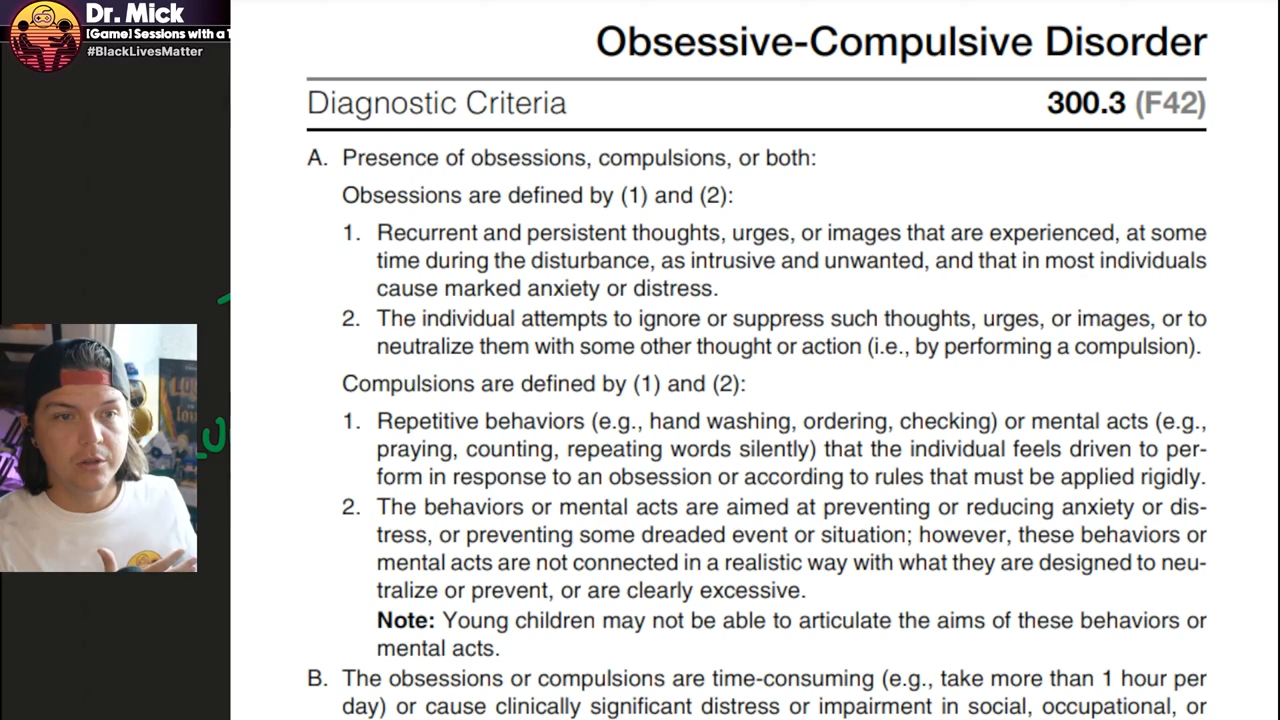 Dr. Mick
[Game] Sessions with a
#BlackLivesMatter
Obsessive-Compulsive Disorder
Diagnostic Criteria 300.3 (F42)
A. Presence of obsessions, compulsions, or both:
Obsessions are defined by (1) and (2):
1. Recurrent and persistent thoughts, urges, or images that are experienced, at some
time during the disturbance, as intrusive and unwanted, and that in most individuals
cause marked anxiety or distress.
2. The individual attempts to ignore or suppress such thoughts, urges, or images, or to
neutralize them with some other thought or action (i.e., by performing a compulsion).
Compulsions are defined by (1) and (2):
1. Repetitive behaviors (e.g., hand washing, ordering, checking) or mental acts (e.g.,
praying, counting, repeating words silently) that the individual feels driven to per-
form in response to an obsession or according to rules that must be applied rigidly.
2. The behaviors or mental acts are aimed at preventing or reducing anxiety or dis-
tress, or preventing some dreaded event or situation; however, these behaviors or
mental acts are not connected in a realistic way with what they are designed to neu-
tralize or prevent, or are clearly excessive.
Note: Young children may not be able to articulate the aims of these behaviors or
mental acts.
B. The obsessions or compulsions are time-consuming (e.g., take more than 1 hour per
day) or cause clinically significant distress or impairment in social, occupational, or